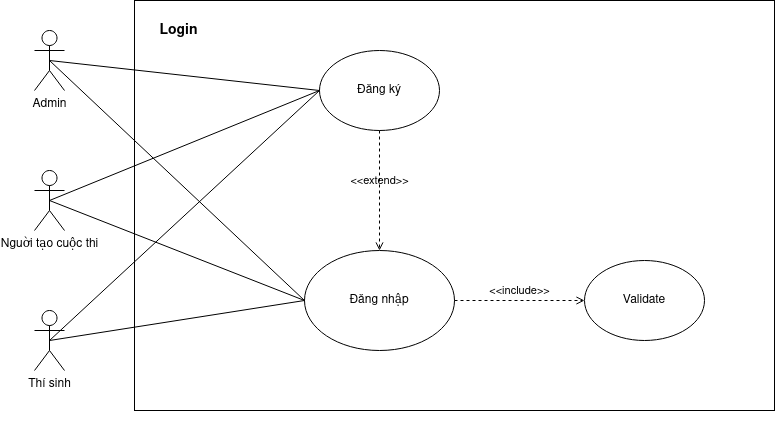 Login
Đăng ký
Admin
<<extend>>
Người tạo cuộc thi
<<include>>
Đăng nhập
Validate
Thí sinh